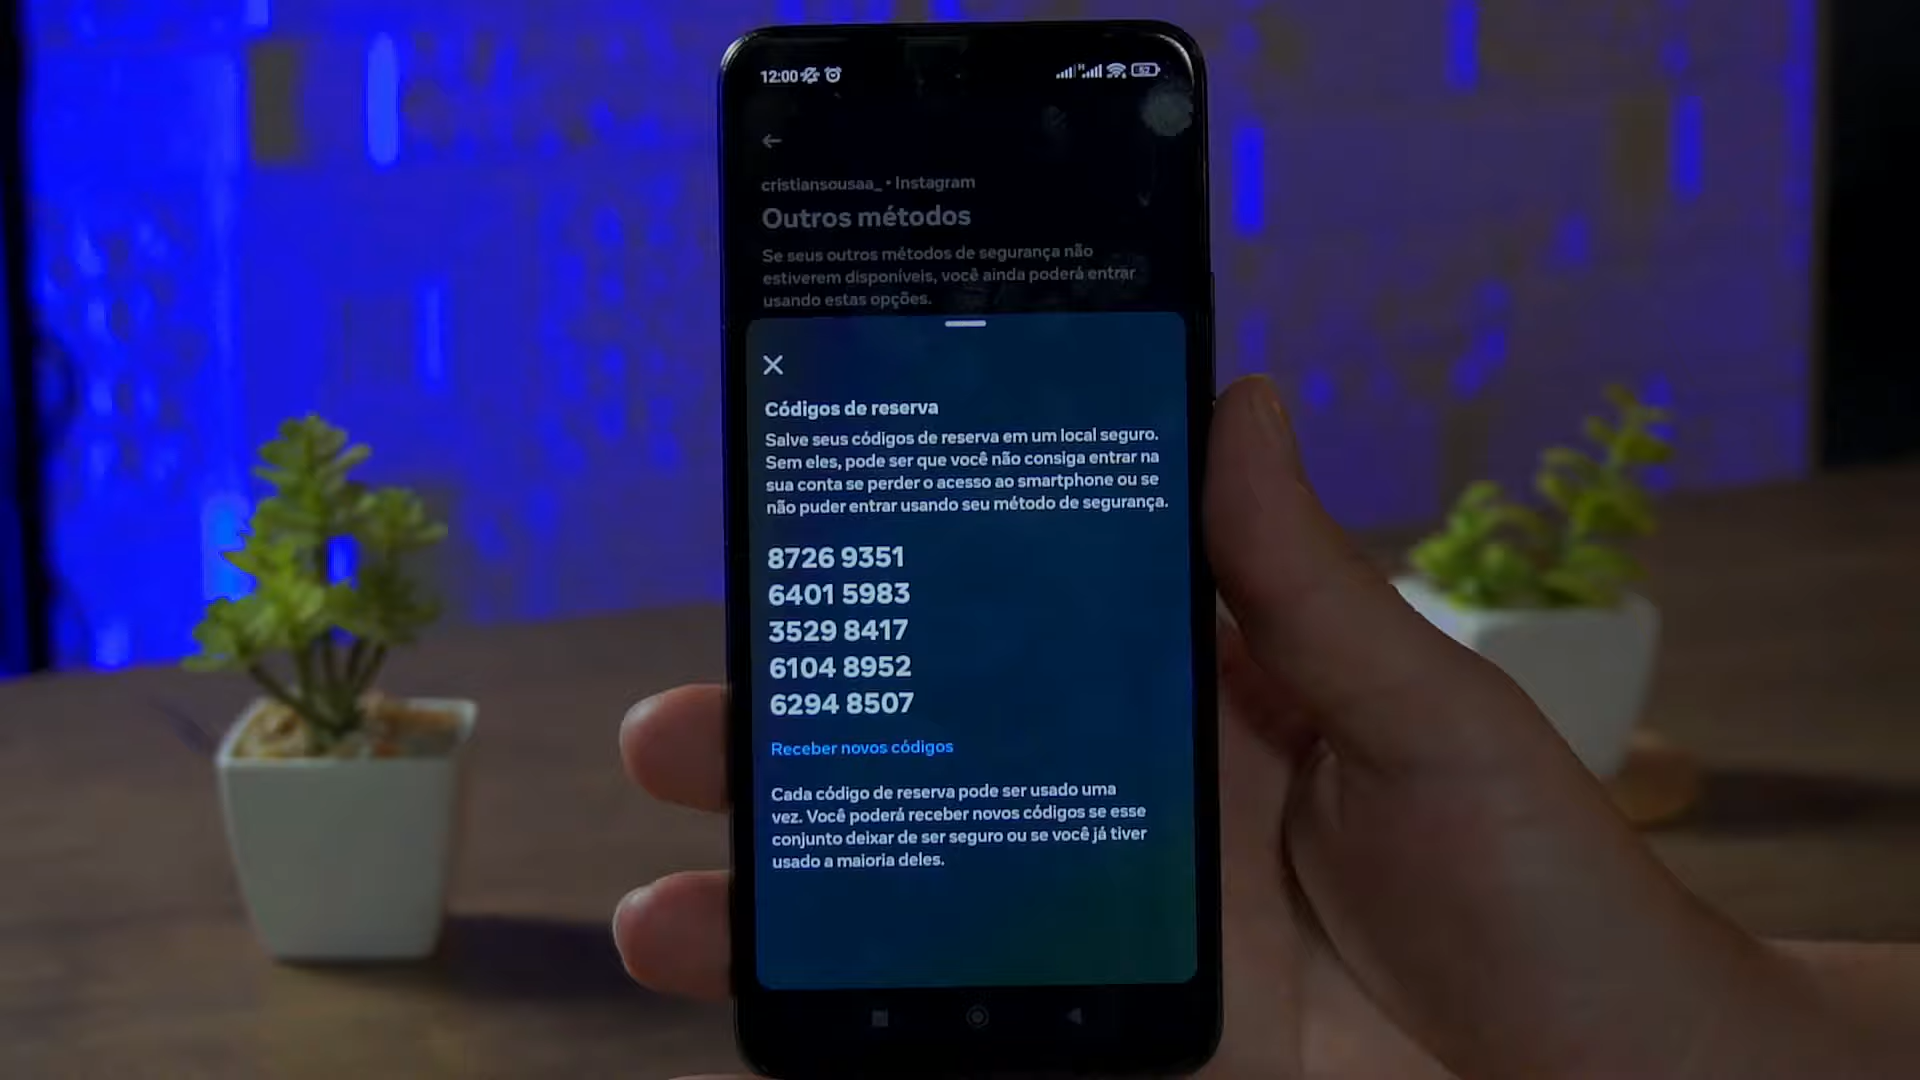 12:00
52
cristiansousaa_ • Instagram
Outros métodos
Se seus outros métodos de segurança não
estiverem disponíveis, você ainda poderá entrar
usando estas opções.
Códigos de reserva
Salve seus códigos de reserva em um local seguro.
Sem eles, pode ser que você não consiga entrar na
sua conta se perder o acesso ao smartphone ou se
não puder entrar usando seu método de segurança.
8726 9351
6401 5983
3529 8417
6104 8952
6294 8507
Receber novos códigos
Cada código de reserva pode ser usado uma
vez. Você poderá receber novos códigos se esse
conjunto deixar de ser seguro ou se você já tiver
usado a maioria deles.